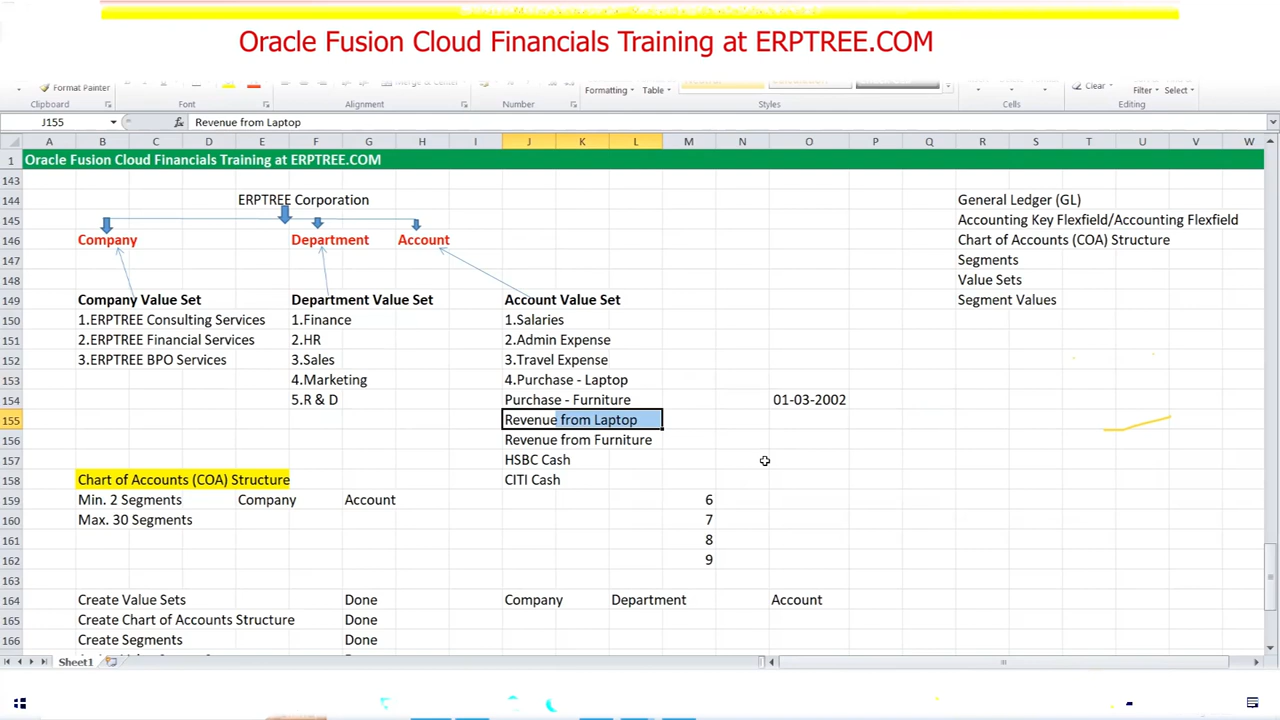 Oracle Fusion Cloud Financials Training at ERPTREE.COM
Format Painter
Formatting Table
Clear
Filter Select
Clipboard Font Alignment Number Styles Cells Editing
J155 fx Revenue from Laptop
A B C D E F G H I J K L M N O P Q R S T U V W
1 Oracle Fusion Cloud Financials Training at ERPTREE.COM
143
144 ERPTREE Corporation General Ledger (GL)
145 Accounting Key Flexfield/Accounting Flexfield
146 Company Department Account Chart of Accounts (COA) Structure
147 Segments
148 Value Sets
149 Company Value Set Department Value Set Account Value Set Segment Values
150 1.ERPTREE Consulting Services 1.Finance 1.Salaries
151 2.ERPTREE Financial Services 2.HR 2.Admin Expense
152 3.ERPTREE BPO Services 3.Sales 3.Travel Expense
153 4.Marketing 4.Purchase - Laptop
154 5.R & D Purchase - Furniture 01-03-2002
155 Revenue from Laptop
156 Revenue from Furniture
157 HSBC Cash
158 Chart of Accounts (COA) Structure CITI Cash
159 Min. 2 Segments Company Account 6
160 Max. 30 Segments 7
161 8
162 9
163
164 Create Value Sets Done Company Department Account
165 Create Chart of Accounts Structure Done
166 Create Segments Done
Sheet1